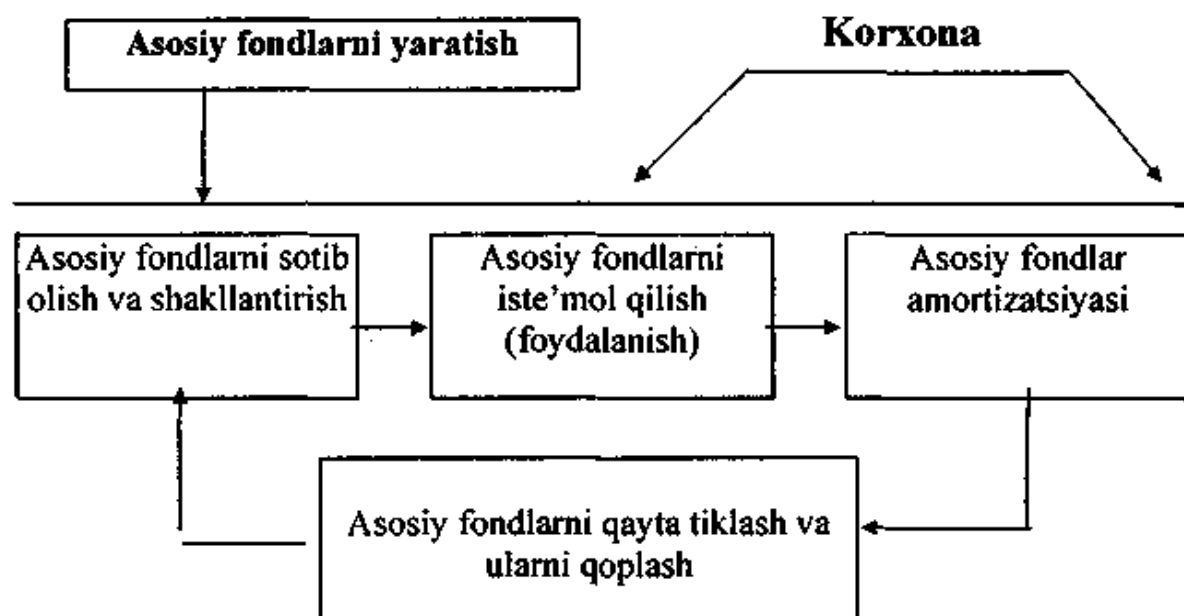 Asosiy fondlarni yaratish
Korxona
Asosiy fondlarni sotib
olish va shakllantirish
Asosiy fondlarni
iste'mol qilish
(foydalanish)
Asosiy fondlar
amortizatsiyasi
Asosiy fondlarni qayta tiklash va
ularni qoplash